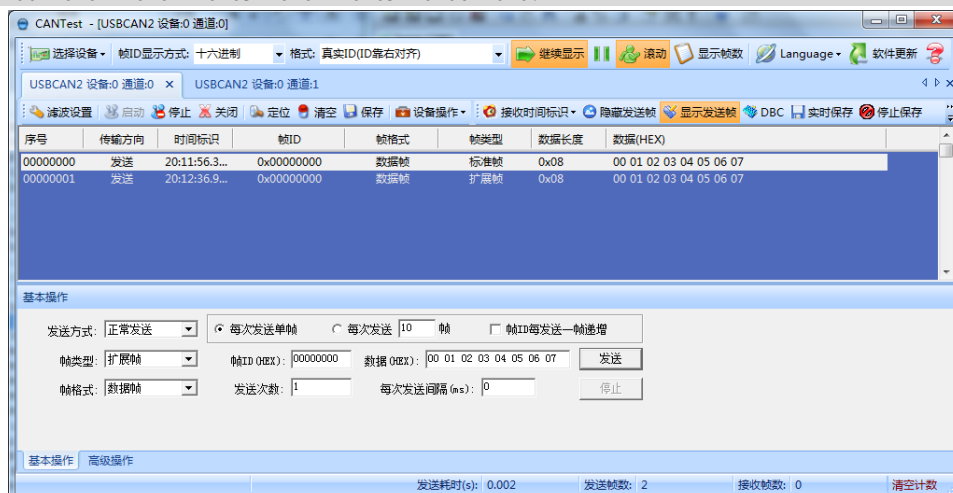 CANTest - [USBCAN2 设备:0 通道:0]
选择设备 帧ID显示方式: 十六进制 格式: 真实ID(ID靠右对齐) 继续显示 滚动 显示帧数 Language 软件更新
USBCAN2 设备:0 通道:0 × USBCAN2 设备:0 通道:1
滤波设置 启动 停止 关闭 定位 清空 保存 设备操作 接收时间标识 隐藏发送帧 显示发送帧 DBC 实时保存 停止保存
序号 传输方向 时间标识 帧ID 帧格式 帧类型 数据长度 数据(HEX)
00000000 发送 20:11:56.3... 0x00000000 数据帧 标准帧 0x08 00 01 02 03 04 05 06 07
00000001 发送 20:12:36.9... 0x00000000 数据帧 扩展帧 0x08 00 01 02 03 04 05 06 07
基本操作
发送方式: 正常发送 每次发送单帧 每次发送 10 帧 帧ID每发送一帧递增
帧类型: 扩展帧 帧ID(HEX): 00000000 数据(HEX): 00 01 02 03 04 05 06 07 发送
帧格式: 数据帧 发送次数: 1 每次发送间隔(ms): 0 停止
基本操作 高级操作
发送耗时(s): 0.002 发送帧数: 2 接收帧数: 0 清空计数